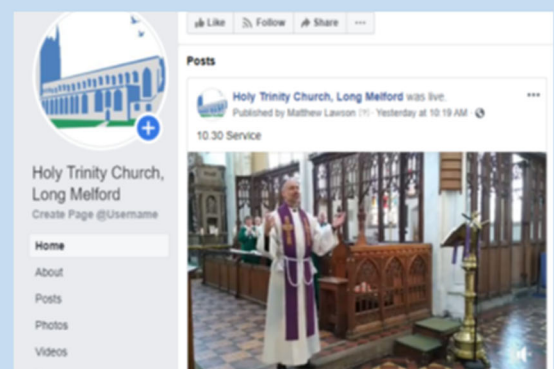 Like Follow Share ...
Posts
Holy Trinity Church, Long Melford was live.
Published by Matthew Lawson · Yesterday at 10:19 AM ·
10.30 Service
Holy Trinity Church,
Long Melford
Create Page @Username
Home
About
Posts
Photos
Videos